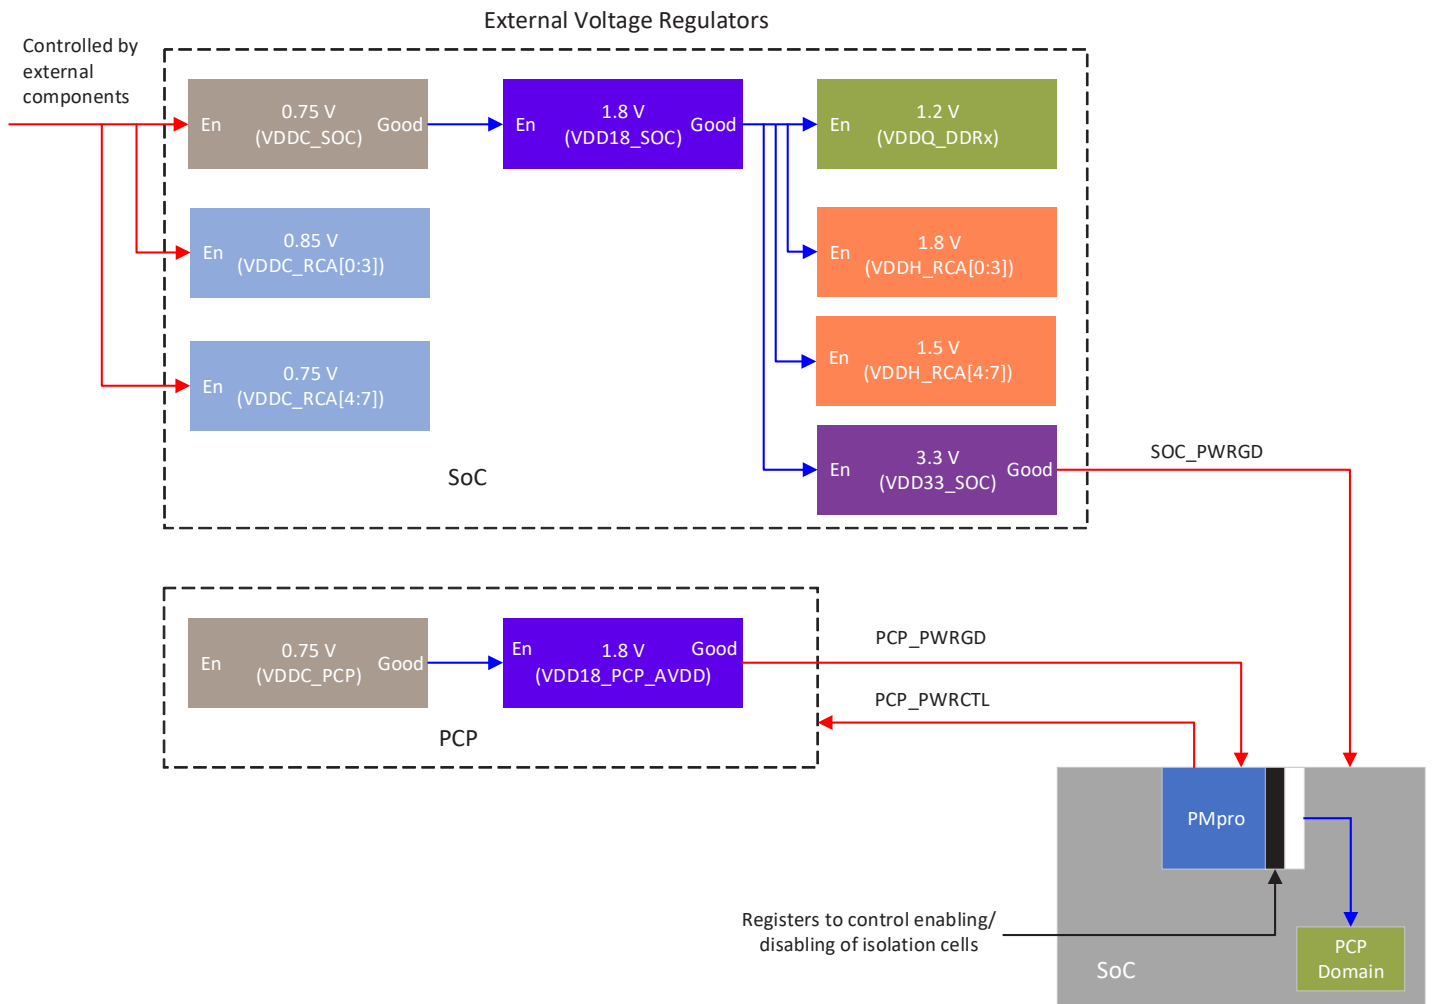 External Voltage Regulators
Controlled by
external
components
En
0.75 V
(VDDC_SOC)
Good
En
1.8 V
(VDD18_SOC)
Good
En
1.2 V
(VDDQ_DDRx)
En
0.85 V
(VDDC_RCA[0:3])
En
1.8 V
(VDDH_RCA[0:3])
En
0.75 V
(VDDC_RCA[4:7])
En
1.5 V
(VDDH_RCA[4:7])
En
3.3 V
(VDD33_SOC)
Good
SoC
SOC_PWRGD
En
0.75 V
(VDDC_PCP)
Good
En
1.8 V
(VDD18_PCP_AVDD)
Good
PCP
PCP_PWRGD
PCP_PWRCTL
PMpro
Registers to control enabling/
disabling of isolation cells
SoC
PCP
Domain